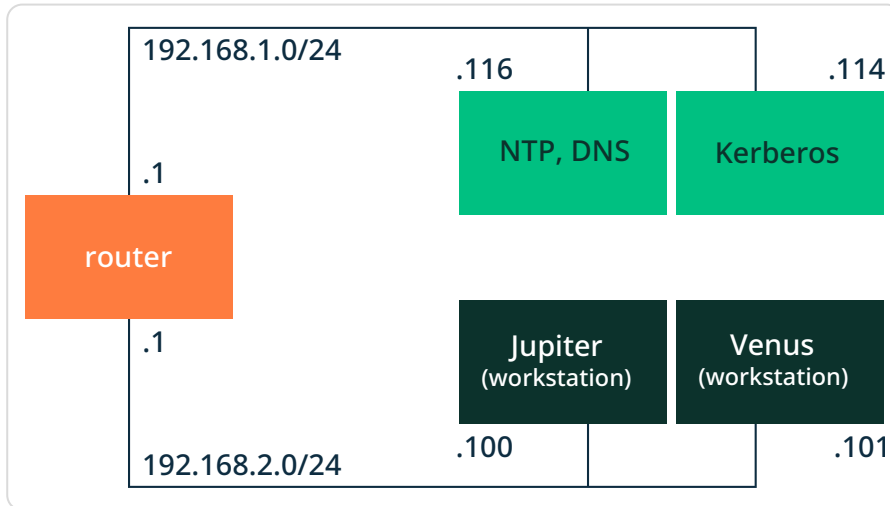 192.168.1.0/24
.116
.114
NTP, DNS
Kerberos
.1
router
.1
Jupiter
(workstation)
Venus
(workstation)
.100
.101
192.168.2.0/24